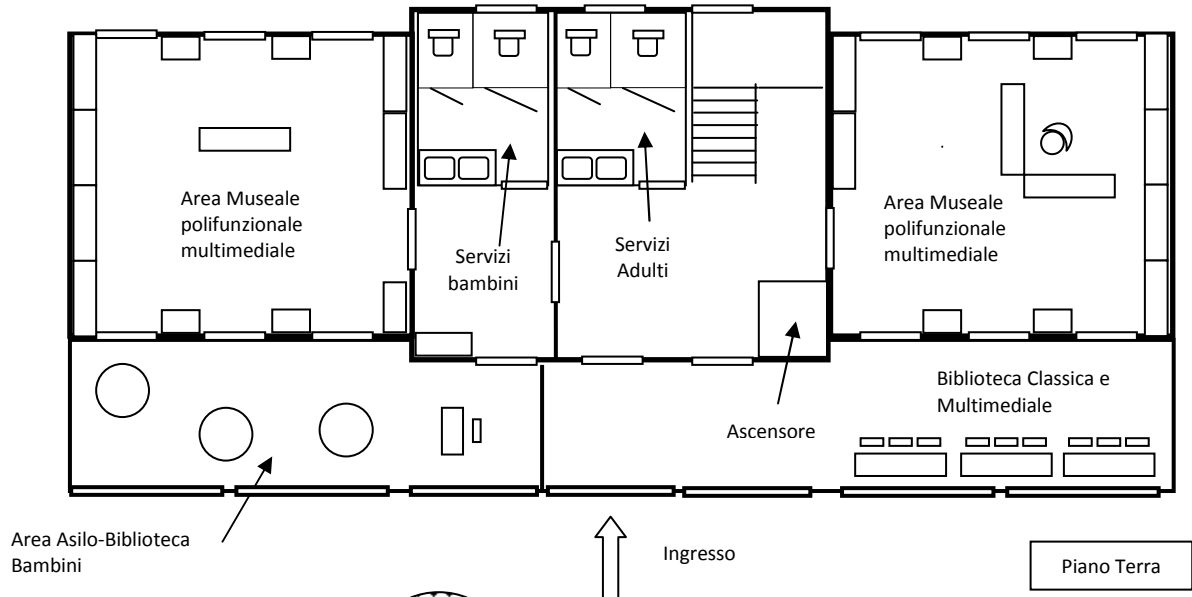 Area Museale
polifunzionale
multimediale
Servizi
bambini
Servizi
Adulti
Area Museale
polifunzionale
multimediale
Biblioteca Classica e
Multimediale
Ascensore
Area Asilo-Biblioteca
Bambini
Ingresso
Piano Terra